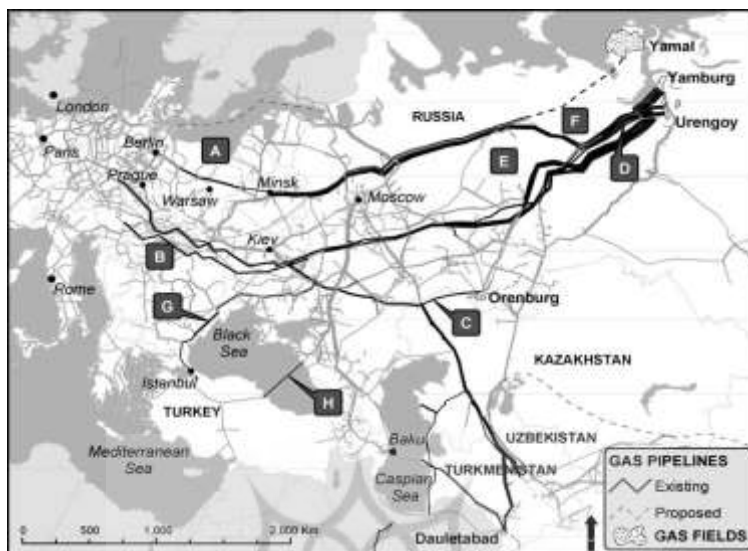 Yamal
Yamburg
London
RUSSIA
F
Urengoy
Paris
Berlin
A
E
D
Prague
Minsk
Warsaw
Moscow
Kiev
B
Rome
Orenburg
G
C
Black
Sea
KAZAKHSTAN
Istanbul
H
TURKEY
UZBEKISTAN
Baku
GAS PIPELINES
Mediterranean
Sea
TURKMENISTAN
Existing
Caspian
Sea
Proposed
0 500 1.000 2.000 Km
Dauletabad
GAS FIELDS